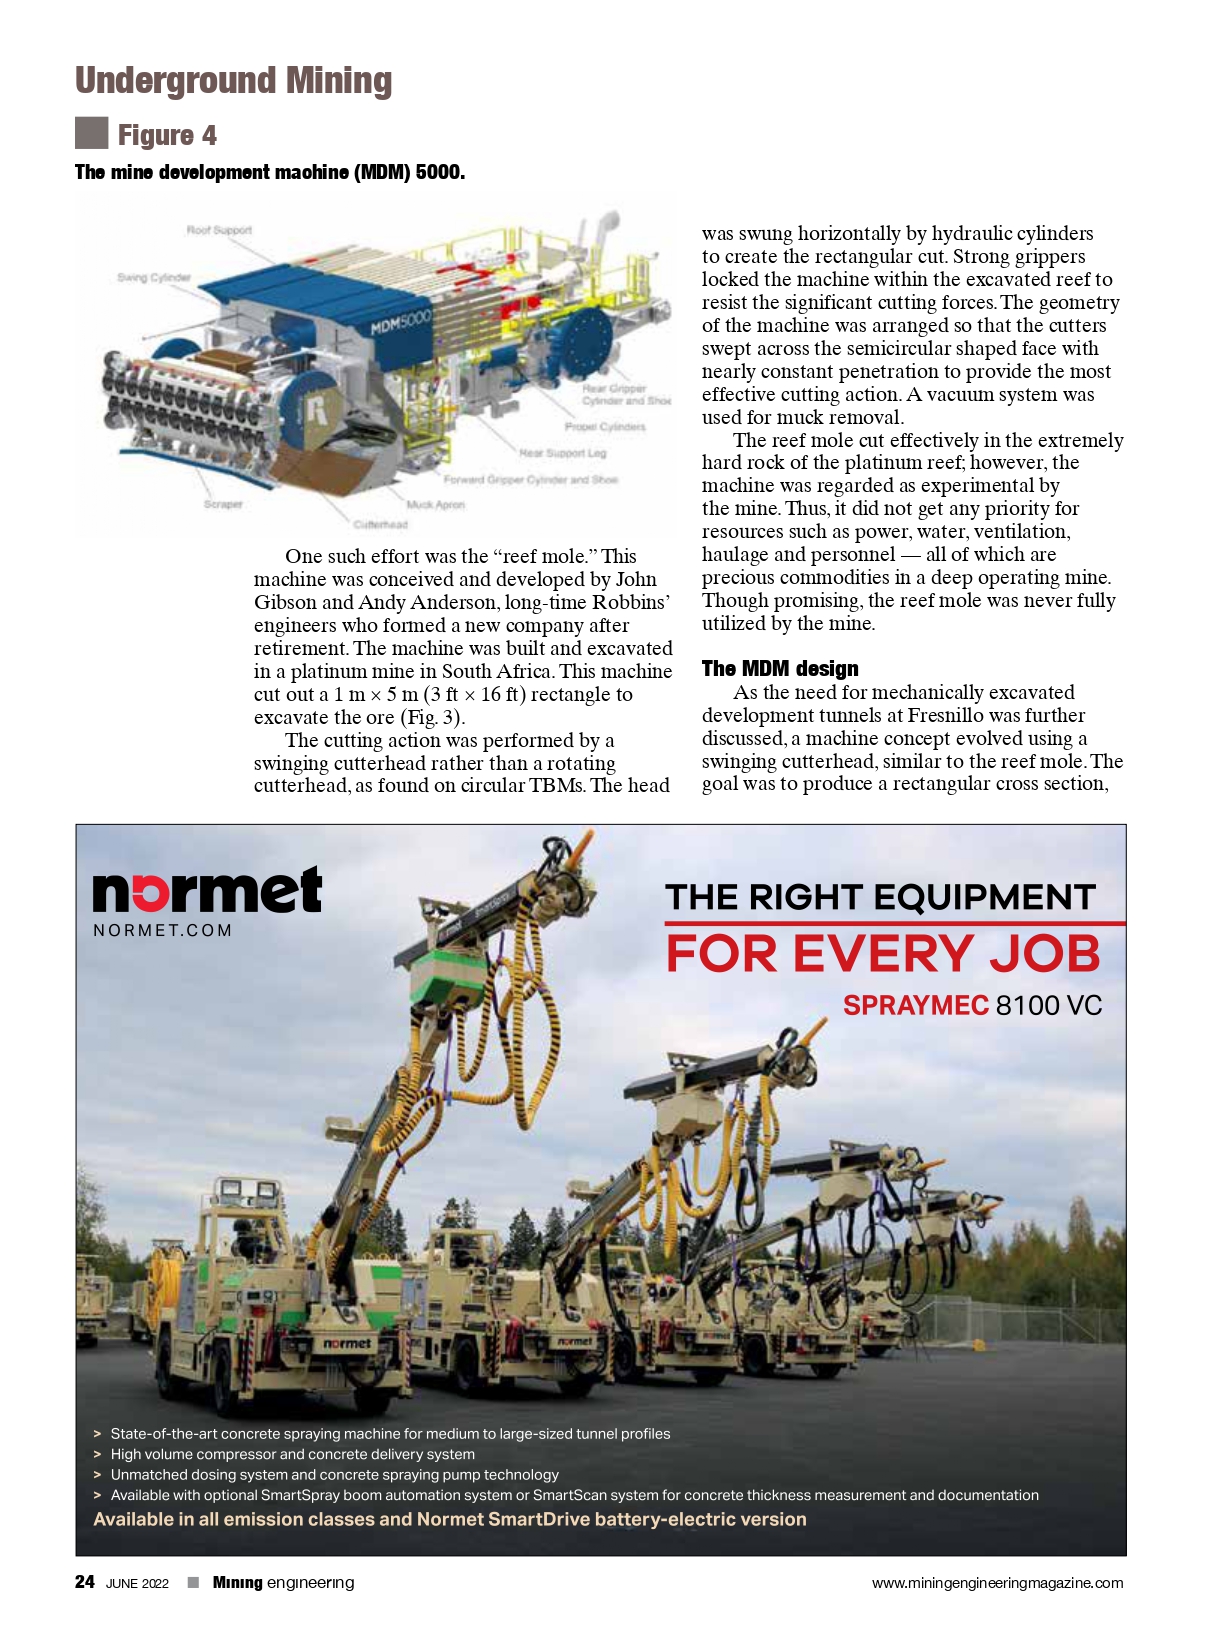 Underground Mining
Figure 4
The mine development machine (MDM) 5000.
Roof Support
Swing Cylinder
MDM5000
R
Rear Gripper
Cylinder and Shoe
Propel Cylinders
Rear Support Leg
Forward Gripper Cylinder and Shoe
Muck Apron
Scraper
Cutterhead
One such effort was the “reef mole.” This
machine was conceived and developed by John
Gibson and Andy Anderson, long-time Robbins’
engineers who formed a new company after
retirement. The machine was built and excavated
in a platinum mine in South Africa. This machine
cut out a 1 m × 5 m (3 ft × 16 ft) rectangle to
excavate the ore (Fig. 3).
The cutting action was performed by a
swinging cutterhead rather than a rotating
cutterhead, as found on circular TBMs. The head
was swung horizontally by hydraulic cylinders
to create the rectangular cut. Strong grippers
locked the machine within the excavated reef to
resist the significant cutting forces. The geometry
of the machine was arranged so that the cutters
swept across the semicircular shaped face with
nearly constant penetration to provide the most
effective cutting action. A vacuum system was
used for muck removal.
The reef mole cut effectively in the extremely
hard rock of the platinum reef; however, the
machine was regarded as experimental by
the mine. Thus, it did not get any priority for
resources such as power, water, ventilation,
haulage and personnel — all of which are
precious commodities in a deep operating mine.
Though promising, the reef mole was never fully
utilized by the mine.
The MDM design
As the need for mechanically excavated
development tunnels at Fresnillo was further
discussed, a machine concept evolved using a
swinging cutterhead, similar to the reef mole. The
goal was to produce a rectangular cross section,
normet
NORMET.COM
THE RIGHT EQUIPMENT
FOR EVERY JOB
SPRAYMEC 8100 VC
normet
normet
normet
> State-of-the-art concrete spraying machine for medium to large-sized tunnel profiles
> High volume compressor and concrete delivery system
> Unmatched dosing system and concrete spraying pump technology
> Available with optional SmartSpray boom automation system or SmartScan system for concrete thickness measurement and documentation
Available in all emission classes and Normet SmartDrive battery-electric version
24 JUNE 2022 Mining engineering
www.miningengineeringmagazine.com